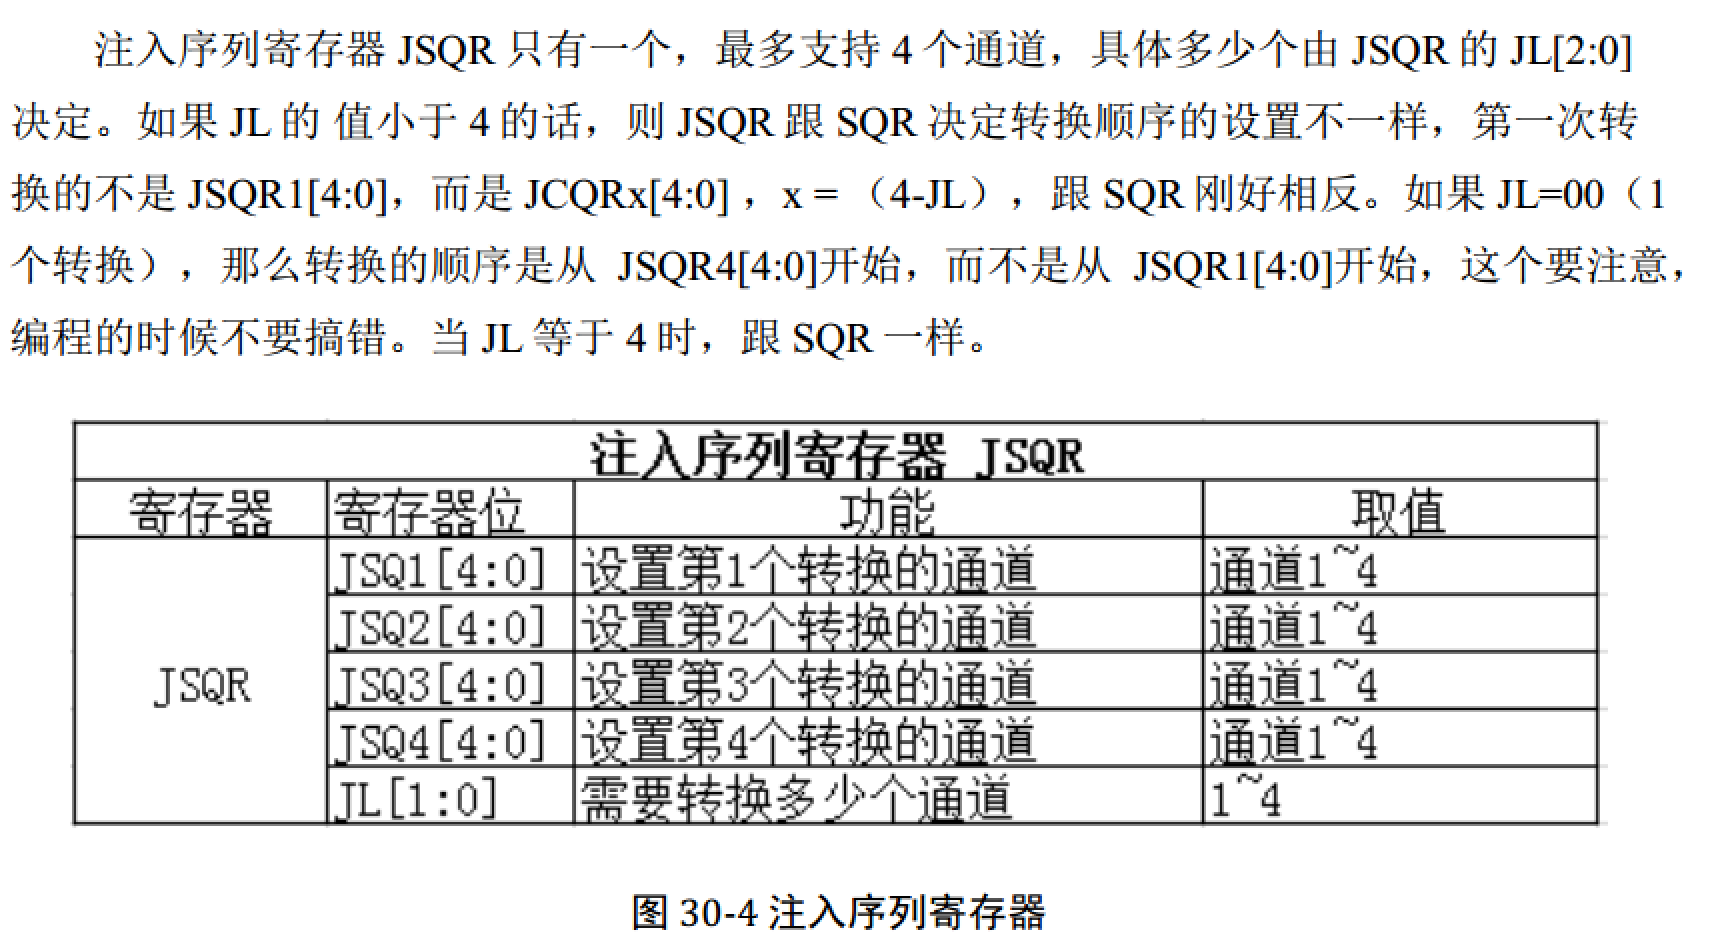 注入序列寄存器 JSQR 只有一个，最多支持 4 个通道，具体多少个由 JSQR 的 JL[2:0]
决定。如果 JL 的 值小于 4 的话，则 JSQR 跟 SQR 决定转换顺序的设置不一样，第一次转
换的不是 JSQR1[4:0]，而是 JCQRx[4:0] ，x = （4-JL），跟 SQR 刚好相反。如果 JL=00（1
个转换），那么转换的顺序是从 JSQR4[4:0]开始，而不是从 JSQR1[4:0]开始，这个要注意，
编程的时候不要搞错。当 JL 等于 4 时，跟 SQR 一样。
注入序列寄存器 JSQR
寄存器 寄存器位 功能 取值
JSQR
JSQ1[4:0] 设置第1个转换的通道 通道1~4
JSQ2[4:0] 设置第2个转换的通道 通道1~4
JSQ3[4:0] 设置第3个转换的通道 通道1~4
JSQ4[4:0] 设置第4个转换的通道 通道1~4
JL[1:0] 需要转换多少个通道 1~4
图 30-4 注入序列寄存器